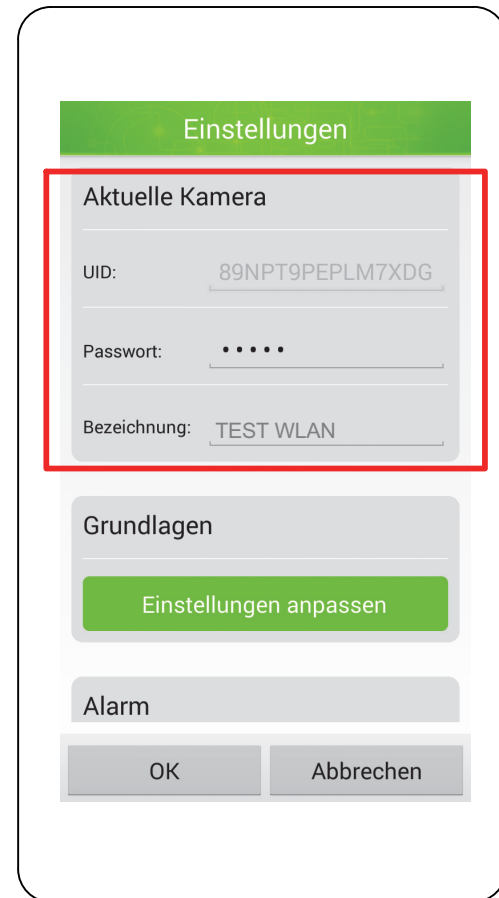 Einstellungen
Aktuelle Kamera
UID: 89NPT9PEPLM7XDG
Passwort: •••••
Bezeichnung: TEST WLAN
Grundlagen
Einstellungen anpassen
Alarm
OK Abbrechen